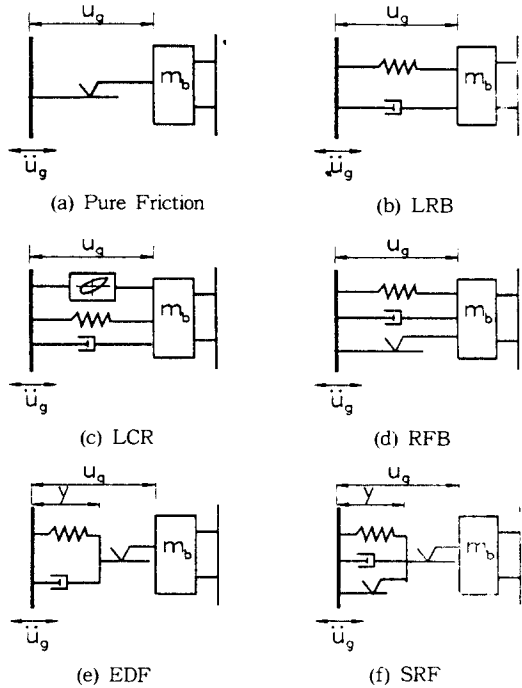 u_g u_g
m_b m_b
ü_g ü_g
(a) Pure Friction (b) LRB
u_g u_g
m_b m_b
ü_g ü_g
(c) LCR (d) RFB
u_g u_g
y y
m_b m_b
ü_g ü_g
(e) EDF (f) SRF